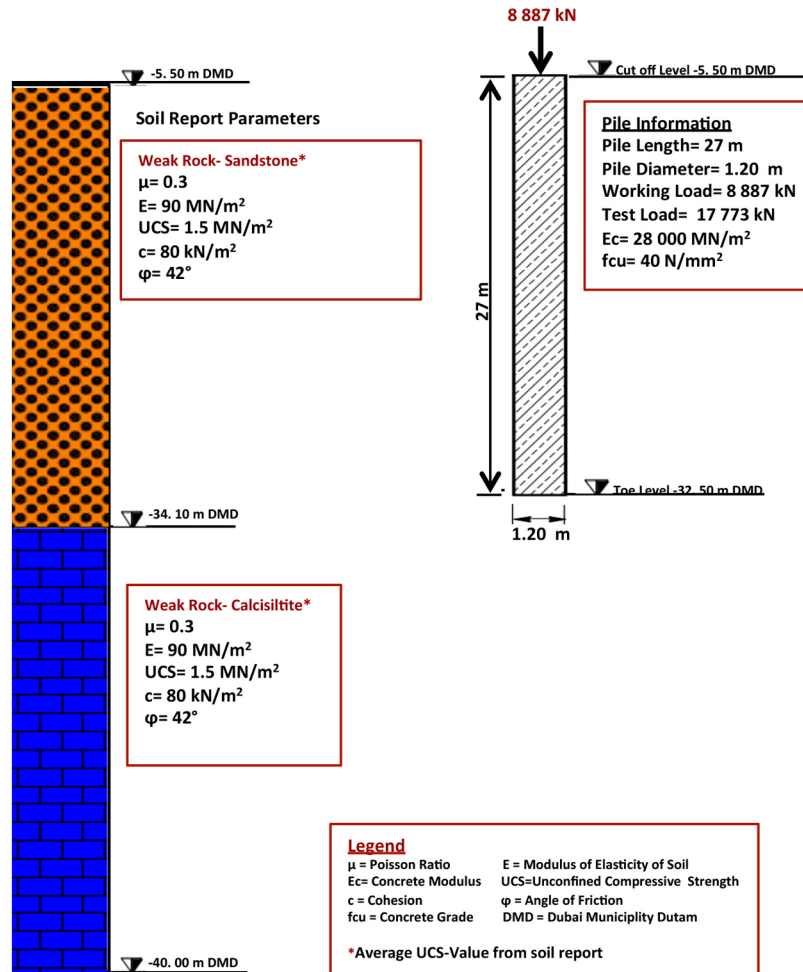 8 887 kN
-5. 50 m DMD
Cut off Level -5. 50 m DMD
Soil Report Parameters
Weak Rock- Sandstone*
μ= 0.3
E= 90 MN/m²
UCS= 1.5 MN/m²
c= 80 kN/m²
φ= 42°
Pile Information
Pile Length= 27 m
Pile Diameter= 1.20 m
Working Load= 8 887 kN
Test Load= 17 773 kN
Ec= 28 000 MN/m²
fcu= 40 N/mm²
27 m
Toe Level -32. 50 m DMD
-34. 10 m DMD
1.20 m
Weak Rock- Calcisiltite*
μ= 0.3
E= 90 MN/m²
UCS= 1.5 MN/m²
c= 80 kN/m²
φ= 42°
Legend
μ = Poisson Ratio E = Modulus of Elasticity of Soil
Ec= Concrete Modulus UCS=Unconfined Compressive Strength
c = Cohesion φ = Angle of Friction
fcu = Concrete Grade DMD = Dubai Municiplity Dutam
*Average UCS-Value from soil report
-40. 00 m DMD